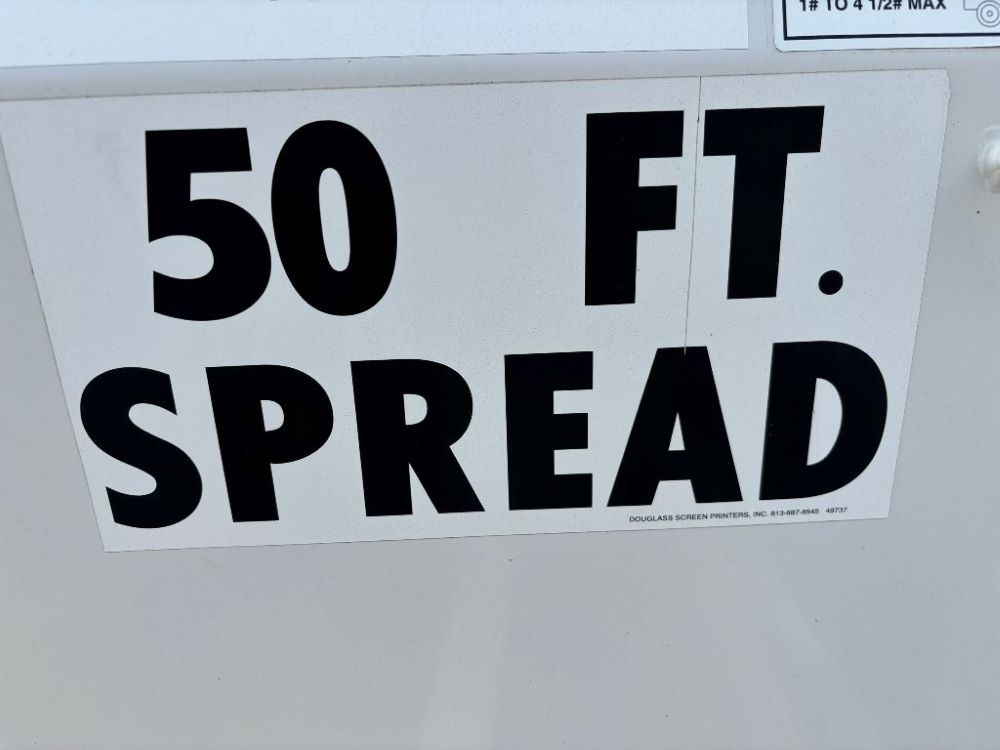 1# TO 4 1/2# MAX
50 FT.
SPREAD
DOUGLASS SCREEN PRINTERS, INC. 813-687-8545 49737